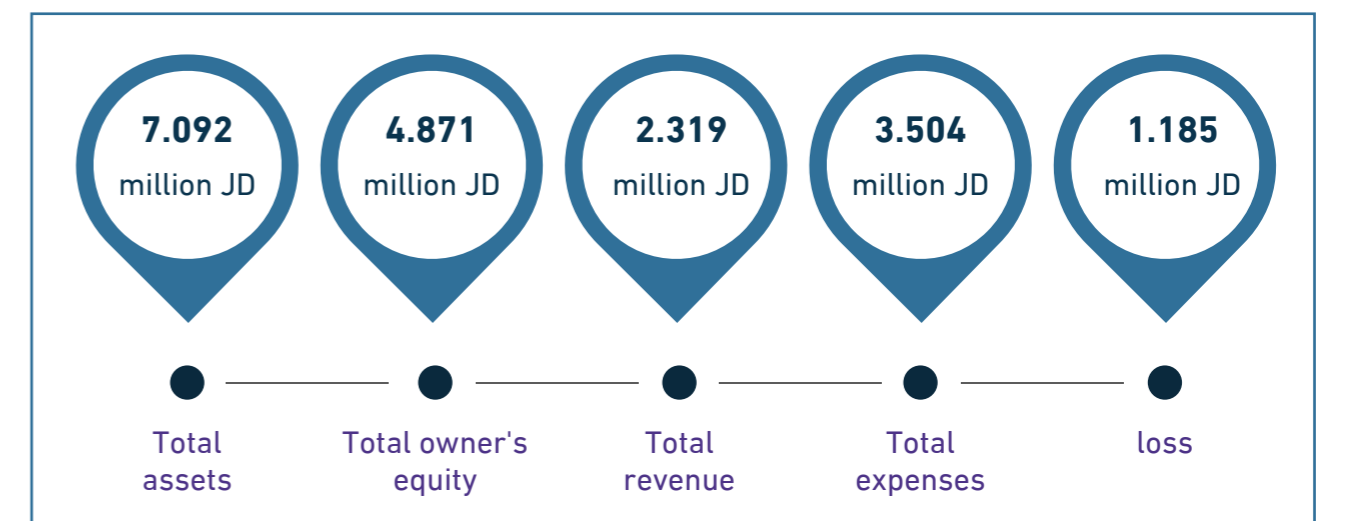 7.092
million JD
4.871
million JD
2.319
million JD
3.504
million JD
1.185
million JD
Total
assets
Total owner's
equity
Total
revenue
Total
expenses
loss